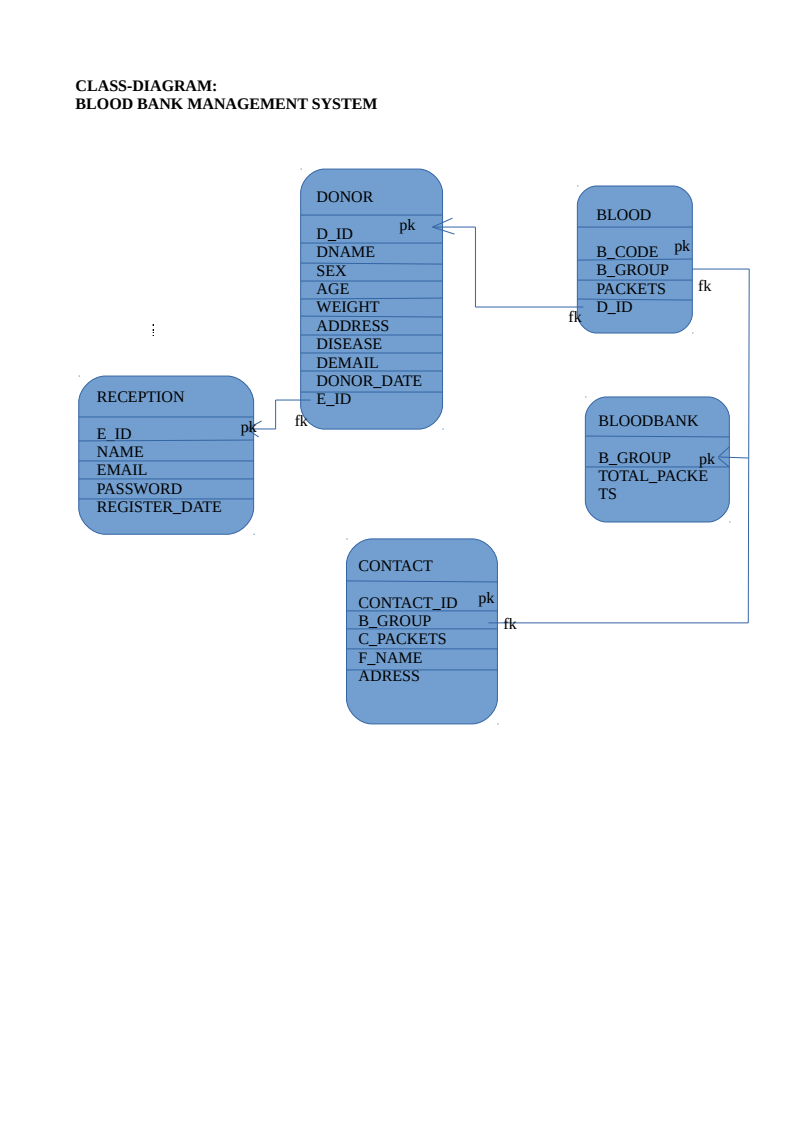 CLASS-DIAGRAM:
BLOOD BANK MANAGEMENT SYSTEM
DONOR
D_ID pk
DNAME
SEX
AGE
WEIGHT
ADDRESS
DISEASE
DEMAIL
DONOR_DATE
E_ID
fk
BLOOD
B_CODE pk
B_GROUP
fk
PACKETS
D_ID
fk
RECEPTION
E_ID pk
NAME
EMAIL
PASSWORD
REGISTER_DATE
BLOODBANK
B_GROUP pk
TOTAL_PACKE
TS
CONTACT
CONTACT_ID pk
B_GROUP fk
C_PACKETS
F_NAME
ADRESS